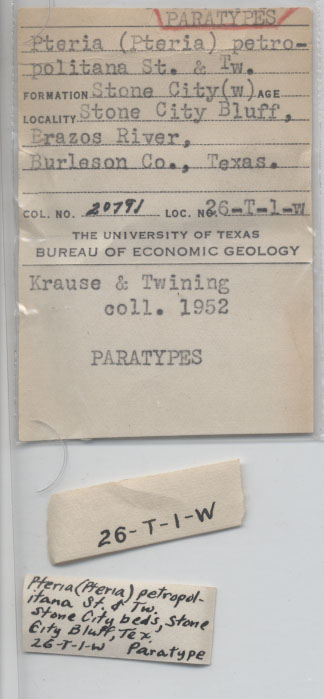 PARATYPES
Pteria (Pteria) petro-
politana St. & Tw.
FORMATION Stone City(w) AGE
LOCALITY Stone City Bluff,
Brazos River,
Burleson Co., Texas.
COL. NO. 20791 LOC. NO. 26-T-1-w
THE UNIVERSITY OF TEXAS
BUREAU OF ECONOMIC GEOLOGY
Krause & Twining
coll. 1952
PARATYPES
26-T-1-W
Pteria (Pteria) petropol-
itana St. & Tw.
Stone City beds, Stone
City Bluff, Tex.
26-T-1-W Paratype